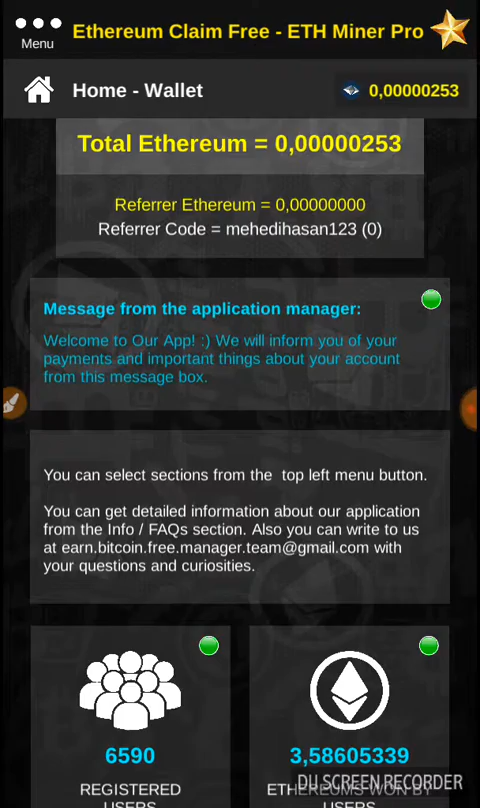 Menu
Ethereum Claim Free - ETH Miner Pro
Home - Wallet
0,00000253
Total Ethereum = 0,00000253
Referrer Ethereum = 0,00000000
Referrer Code = mehedihasan123 (0)
Message from the application manager:
Welcome to Our App! :) We will inform you of your
payments and important things about your account
from this message box.
You can select sections from the  top left menu button.
You can get detailed information about our application
from the Info / FAQs section. Also you can write to us
at earn.bitcoin.free.manager.team@gmail.com with
your questions and curiosities.
6590
REGISTERED
USERS
3,58605339
ETHEREUMS WON BY
USERS
DU SCREEN RECORDER